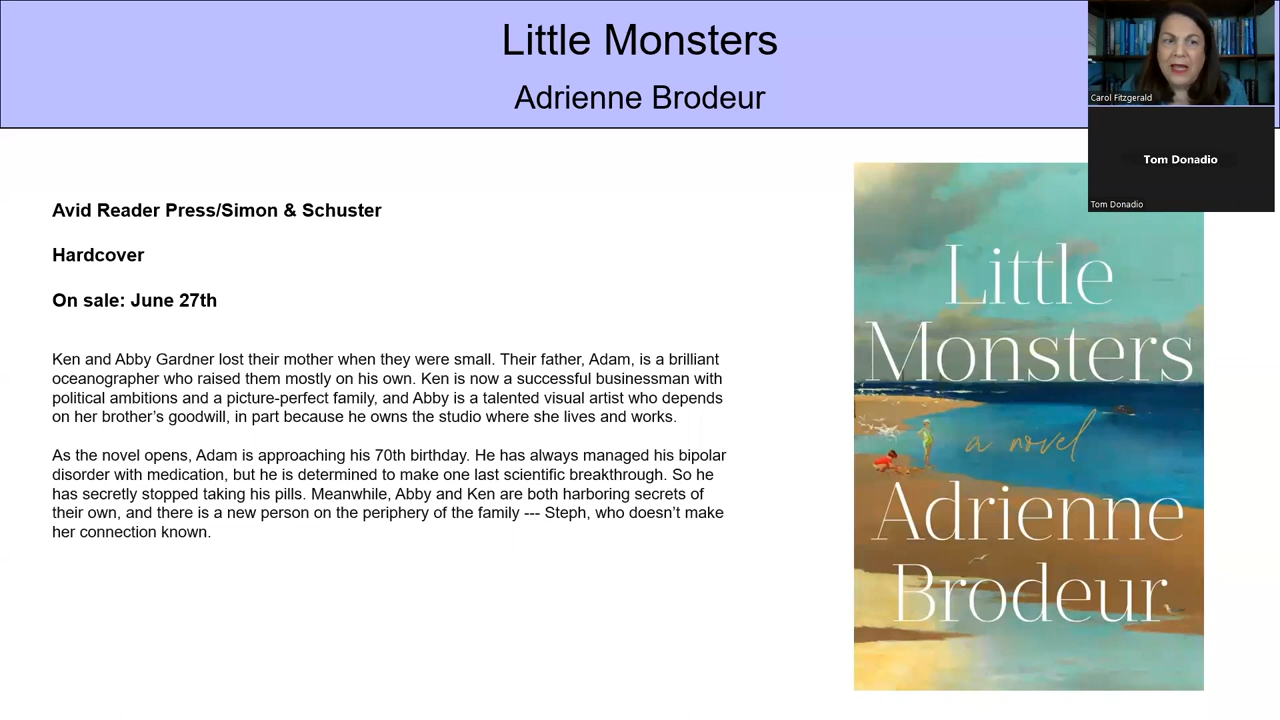 Little Monsters
Adrienne Brodeur
Carol Fitzgerald
Tom Donadio
Tom Donadio
Avid Reader Press/Simon & Schuster
Hardcover
On sale: June 27th
Ken and Abby Gardner lost their mother when they were small. Their father, Adam, is a brilliant
oceanographer who raised them mostly on his own. Ken is now a successful businessman with
political ambitions and a picture-perfect family, and Abby is a talented visual artist who depends
on her brother’s goodwill, in part because he owns the studio where she lives and works.
As the novel opens, Adam is approaching his 70th birthday. He has always managed his bipolar
disorder with medication, but he is determined to make one last scientific breakthrough. So he
has secretly stopped taking his pills. Meanwhile, Abby and Ken are both harboring secrets of
their own, and there is a new person on the periphery of the family --- Steph, who doesn’t make
her connection known.
Little
Monsters
a novel
Adrienne
Brodeur